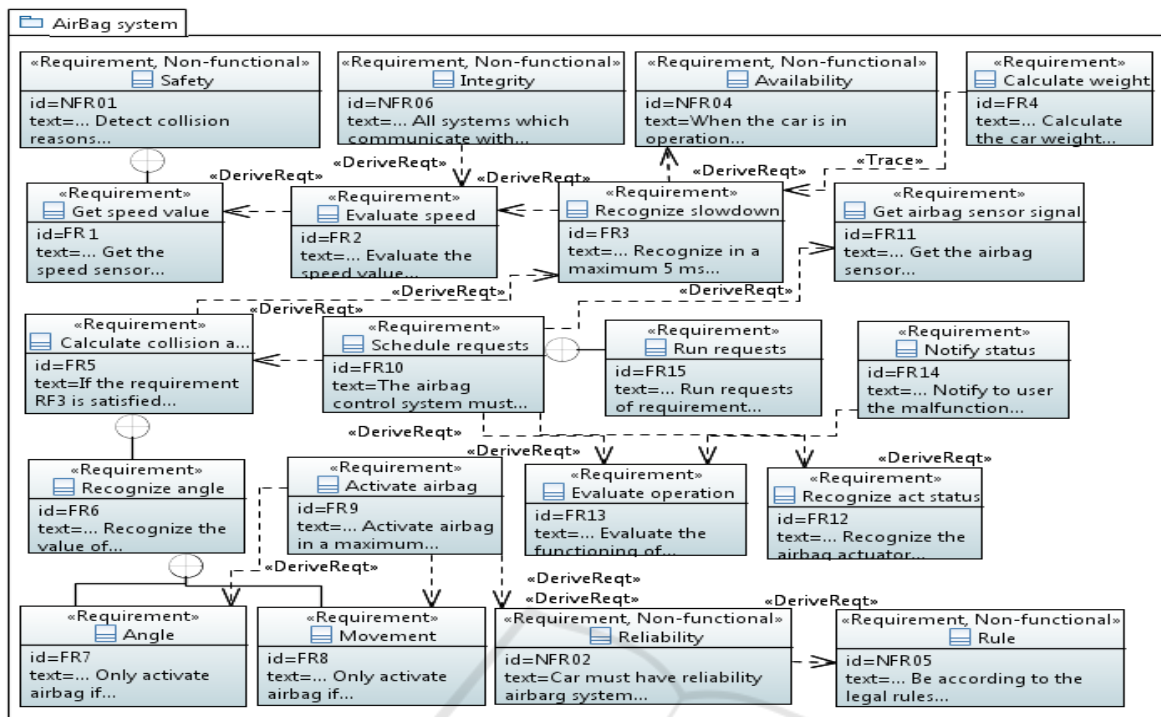 AirBag system
«Requirement, Non-functional»
Safety
id=NFR01
text=... Detect collision
reasons...
«Requirement, Non-functional»
Integrity
id=NFR06
text=... All systems which
communicate with...
«Requirement, Non-functional»
Availability
id=NFR04
text=When the car is in
operation...
«Requirement»
Calculate weight
id=FR4
text=... Calculate
the car weight...
«DeriveReqt»
«Trace»
«DeriveReqt»
«DeriveReqt»
«Requirement»
Get speed value
id=FR1
text=... Get the
speed sensor...
«Requirement»
Evaluate speed
id=FR2
text=... Evaluate the
speed value...
«Requirement»
Recognize slowdown
id=FR3
text=... Recognize in a
maximum 5 ms...
«Requirement»
Get airbag sensor signal
id=FR11
text=... Get the airbag
sensor...
«DeriveReqt»
«DeriveReqt»
«Requirement»
Calculate collision a...
id=FR5
text=If the requirement
RF3 is satisfied...
«Requirement»
Schedule requests
id=FR10
text=The airbag
control system must...
«Requirement»
Run requests
id=FR15
text=... Run requests
of requirement...
«Requirement»
Notify status
id=FR14
text=... Notify to user
the malfunction...
«DeriveReqt»
«DeriveReqt»
«DeriveReqt»
«Requirement»
Recognize angle
id=FR6
text=... Recognize the
value of...
«Requirement»
Activate airbag
id=FR9
text=... Activate airbag
in a maximum...
«Requirement»
Evaluate operation
id=FR13
text=... Evaluate the
functioning of...
«Requirement»
Recognize act status
id=FR12
text=... Recognize the
airbag actuator...
«DeriveReqt»
«DeriveReqt»
«DeriveReqt»
«DeriveReqt»
«Requirement»
Angle
id=FR7
text=... Only activate
airbag if...
«Requirement»
Movement
id=FR8
text=... Only activate
airbag if...
«Requirement, Non-functional»
Reliability
id=NFR02
text=Car must have reliability
airbarg system...
«Requirement, Non-functional»
Rule
id=NFR05
text=... Be according to the
legal rules...